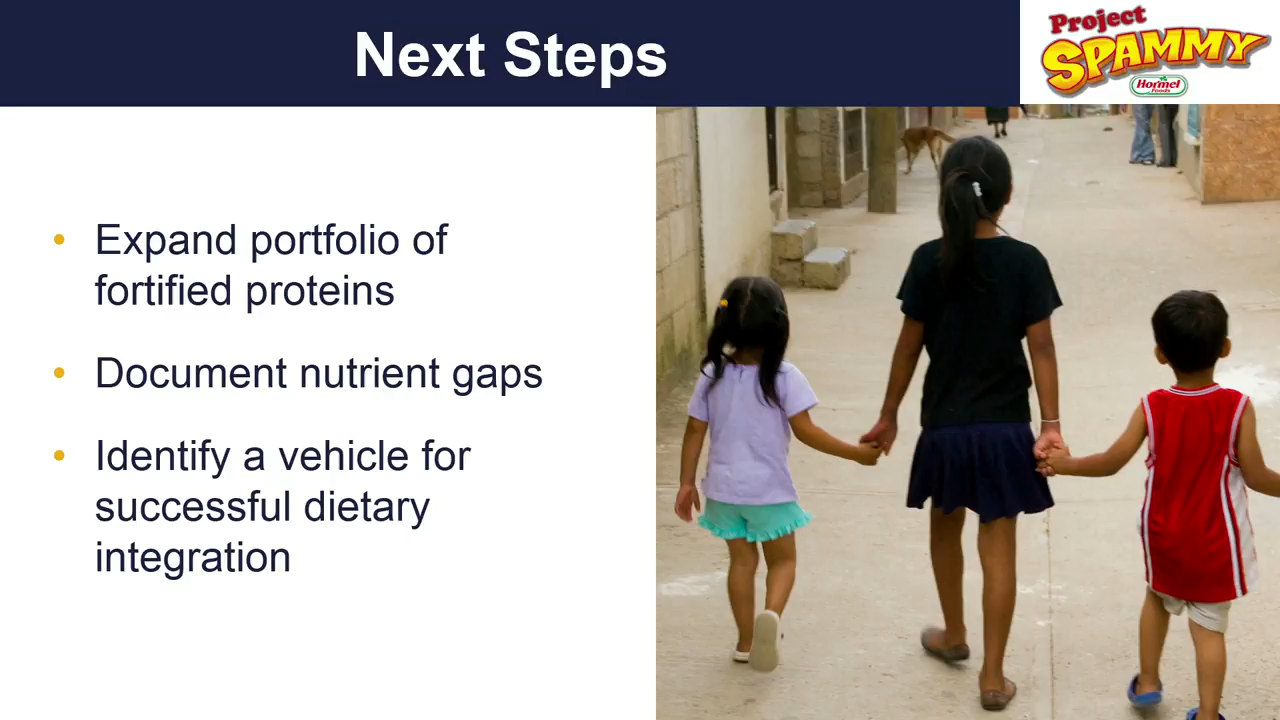 Next Steps
Project
SPAMMY
Hormel
Foods
• Expand portfolio of
fortified proteins
• Document nutrient gaps
• Identify a vehicle for
successful dietary
integration